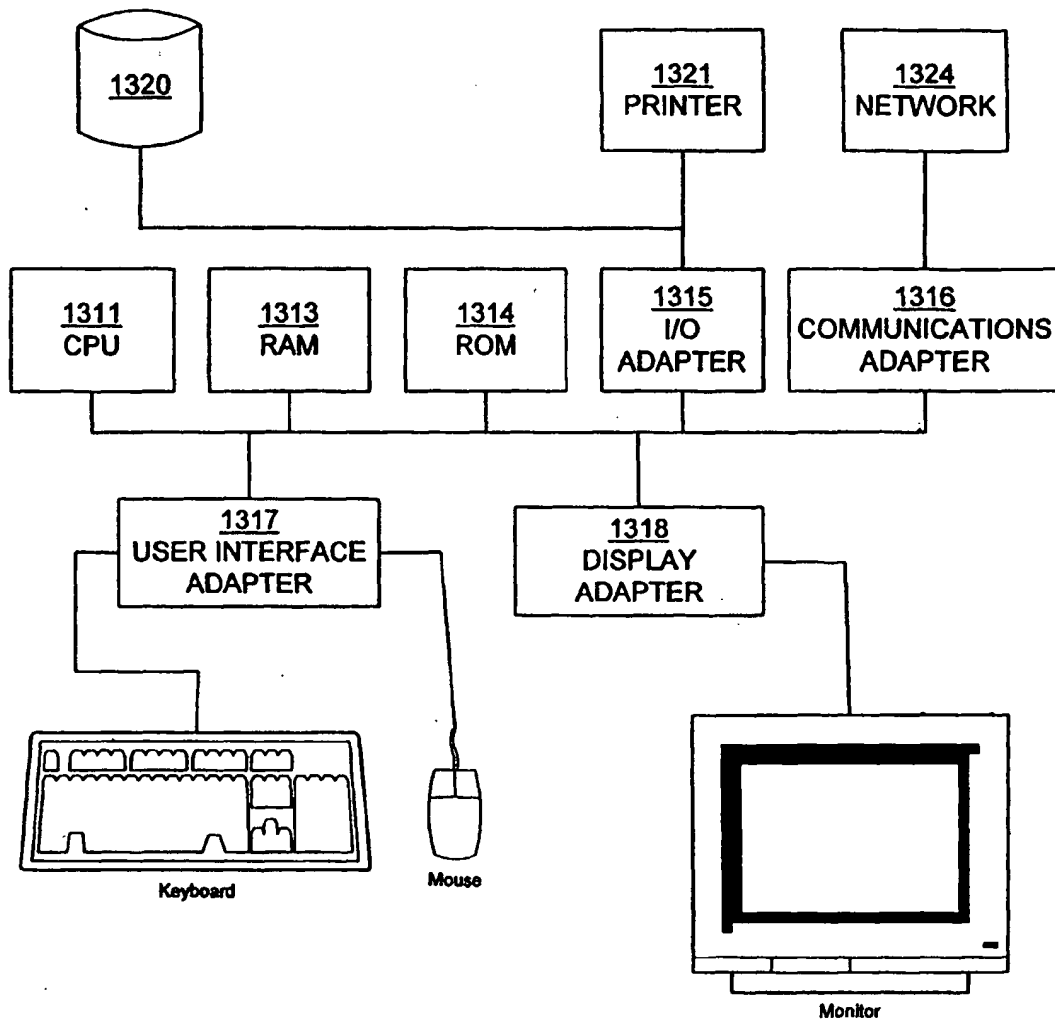 1320
1321
PRINTER
1324
NETWORK
1311
CPU
1313
RAM
1314
ROM
1315
I/O
ADAPTER
1316
COMMUNICATIONS
ADAPTER
1317
USER INTERFACE
ADAPTER
1318
DISPLAY
ADAPTER
Keyboard
Mouse
Monitor